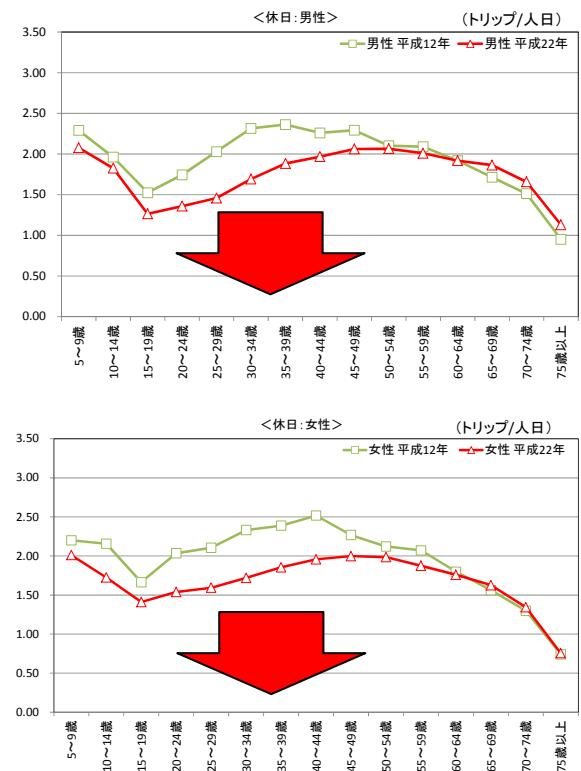 <休日:男性>
(トリップ/人日)
男性 平成12年 男性 平成22年
3.50
3.00
2.50
2.00
1.50
1.00
0.50
0.00
5~9歳
10~14歳
15~19歳
20~24歳
25~29歳
30~34歳
35~39歳
40~44歳
45~49歳
50~54歳
55~59歳
60~64歳
65~69歳
70~74歳
75歳以上
<休日:女性>
(トリップ/人日)
女性 平成12年 女性 平成22年
3.50
3.00
2.50
2.00
1.50
1.00
0.50
0.00
5~9歳
10~14歳
15~19歳
20~24歳
25~29歳
30~34歳
35~39歳
40~44歳
45~49歳
50~54歳
55~59歳
60~64歳
65~69歳
70~74歳
75歳以上